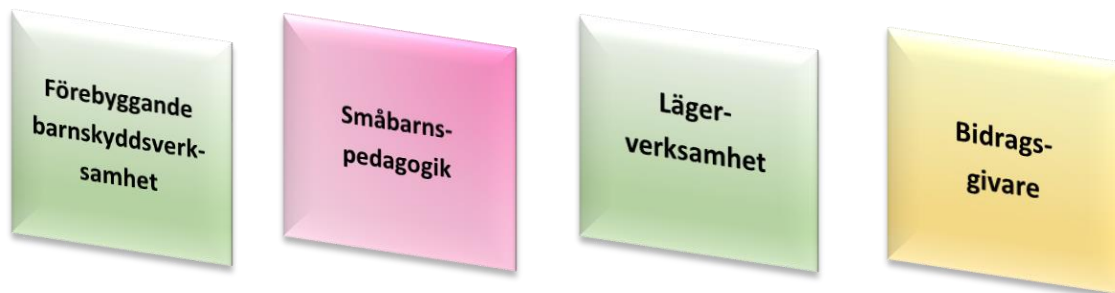 Förebyggande
barnskyddsverk-
samhet
Småbarns-
pedagogik
Läger-
verksamhet
Bidrags-
givare